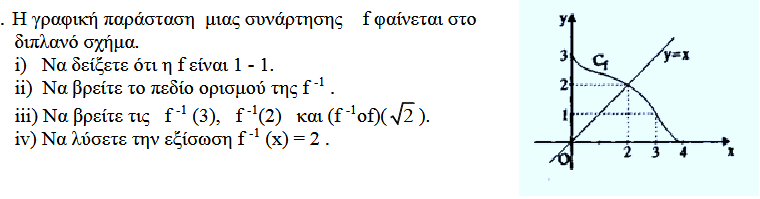 . Η γραφική παράσταση μιας συνάρτησης f φαίνεται στο
διπλανό σχήμα.
i) Να δείξετε ότι η f είναι 1 - 1.
ii) Να βρείτε το πεδίο ορισμού της f ⁻¹ .
iii) Να βρείτε τις f ⁻¹ (3), f ⁻¹(2) και (f ⁻¹of)( √2 ).
iv) Να λύσετε την εξίσωση f ⁻¹ (x) = 2 .
y
3 C_f y=x
2
1
O 2 3 4 x